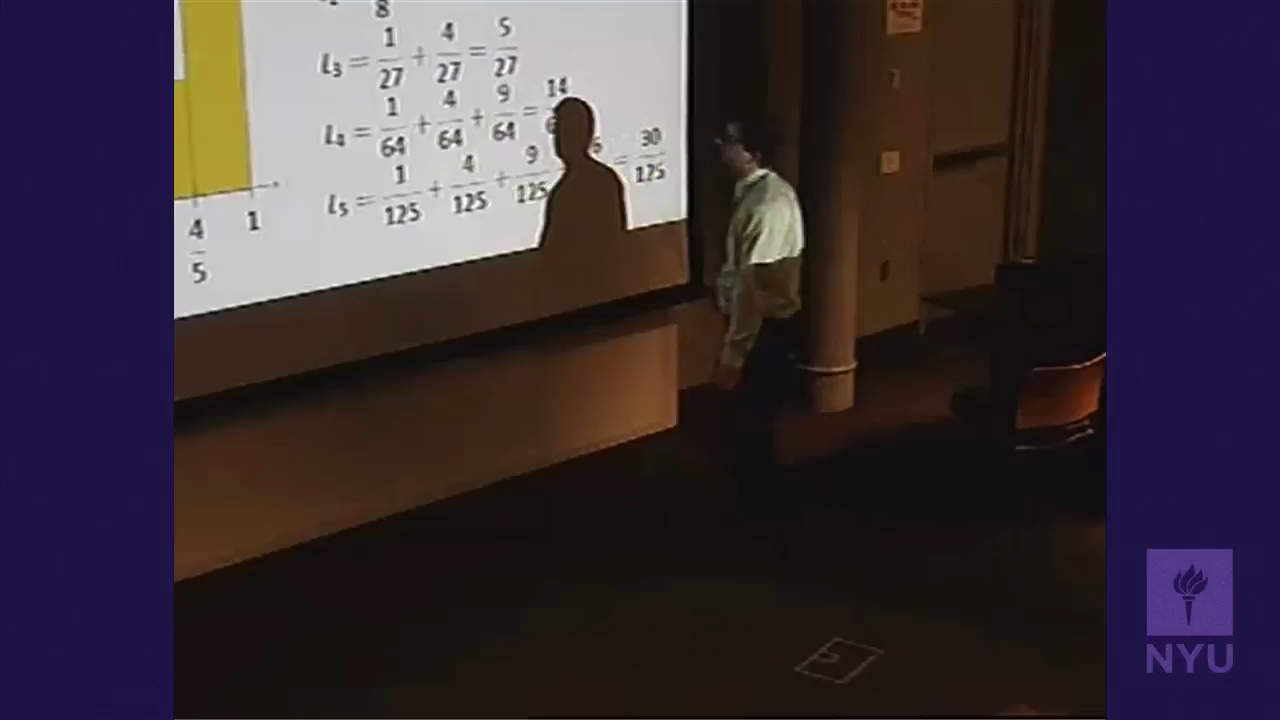 8
L₃ = 1/27 + 4/27 = 5/27
L₄ = 1/64 + 4/64 + 9/64 = 14
L₅ = 1/125 + 4/125 + 9/125 = 30/125
4/5 1
NYU